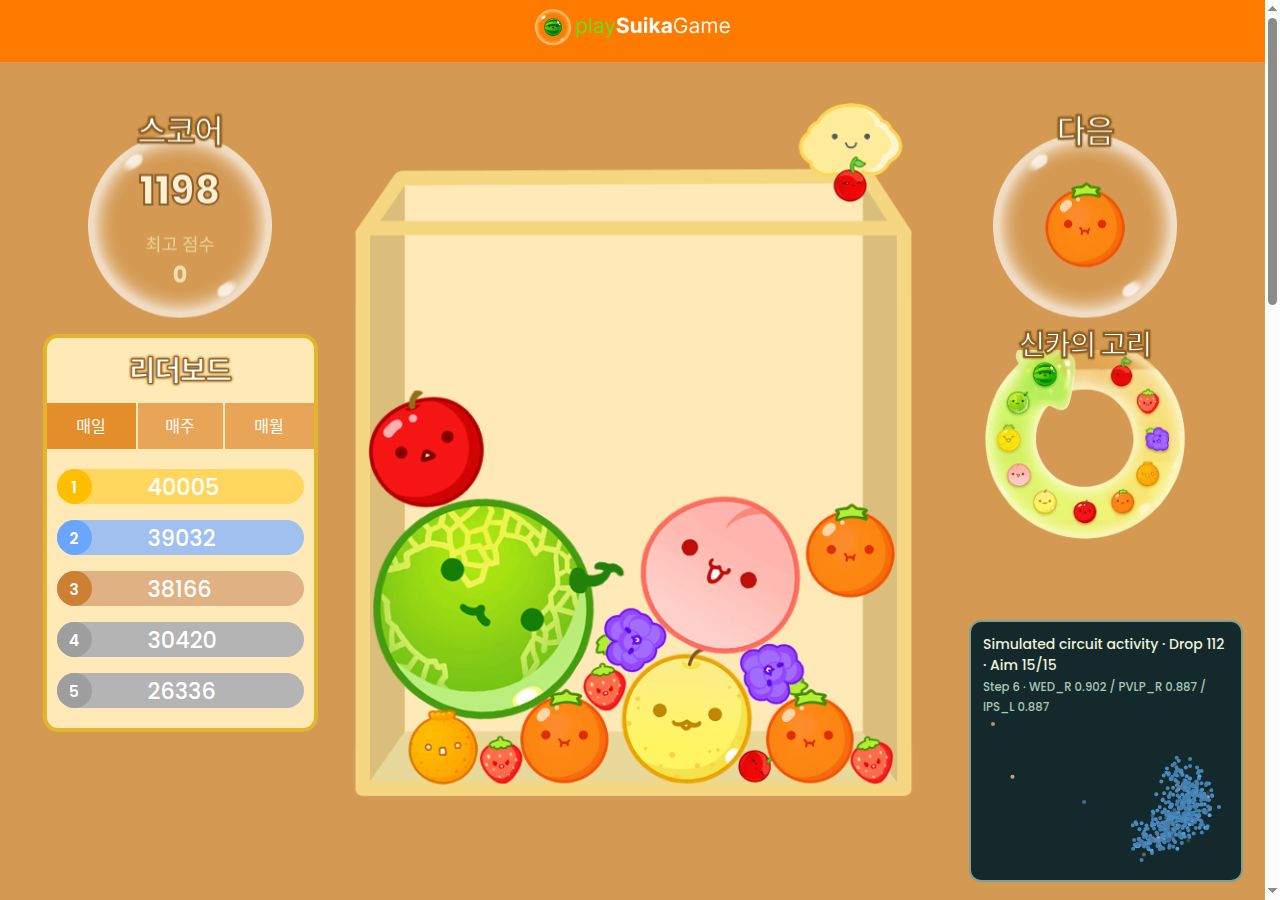 playSuikaGame
스코어
1198
최고 점수
0
다음
신카의 고리
리더보드
매일
매주
매월
1
40005
2
39032
3
38166
4
30420
5
26336
Simulated circuit activity · Drop 112
· Aim 15/15
Step 6 · WED_R 0.902 / PVLP_R 0.887 /
IPS_L 0.887